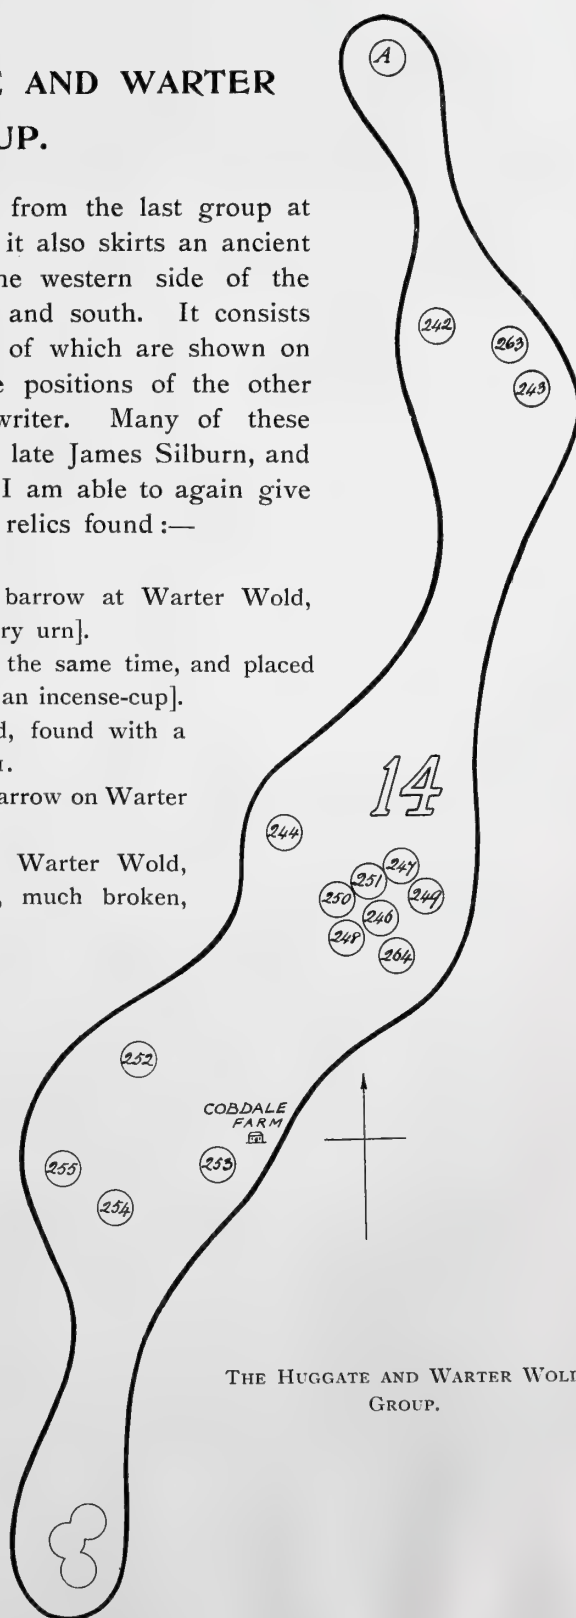 AND WARTER
UP.
from the last group at
it also skirts an ancient
western side of the
and south. It consists
of which are shown on
positions of the other
writer. Many of these
late James Silburn, and
I am able to again give
relics found :—
barrow at Warter Wold,
urn].
the same time, and placed
an incense-cup].
found with a
arrow on Warter
Warter Wold,
much broken,
A
242
263
243
14
244
247
251
249
250
246
248
264
252
COBDALE
FARM
253
255
254
THE HUGGATE AND WARTER WOLD
GROUP.